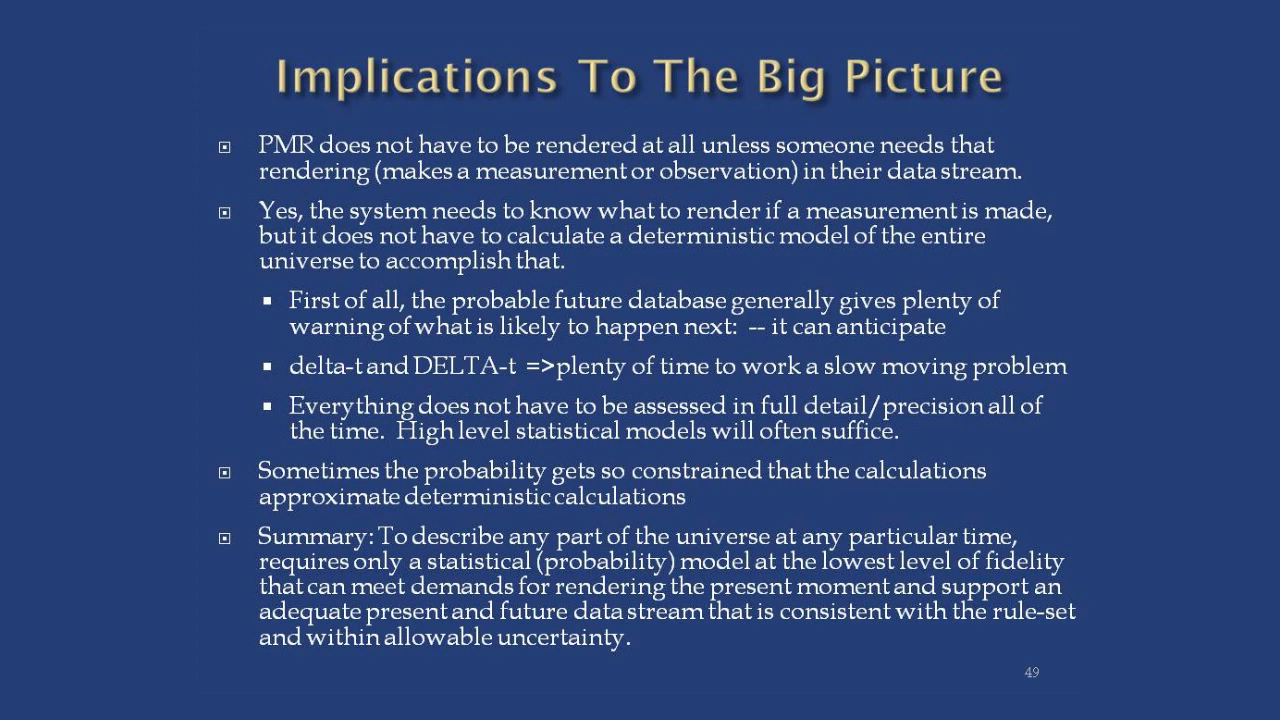 Implications To The Big Picture
PMR does not have to be rendered at all unless someone needs that
rendering (makes a measurement or observation) in their data stream.
Yes, the system needs to know what to render if a measurement is made,
but it does not have to calculate a deterministic model of the entire
universe to accomplish that.
First of all, the probable future database generally gives plenty of
warning of what is likely to happen next: -- it can anticipate
delta-t and DELTA-t =>plenty of time to work a slow moving problem
Everything does not have to be assessed in full detail/precision all of
the time. High level statistical models will often suffice.
Sometimes the probability gets so constrained that the calculations
approximate deterministic calculations
Summary: To describe any part of the universe at any particular time,
requires only a statistical (probability) model at the lowest level of fidelity
that can meet demands for rendering the present moment and support an
adequate present and future data stream that is consistent with the rule-set
and within allowable uncertainty.
49